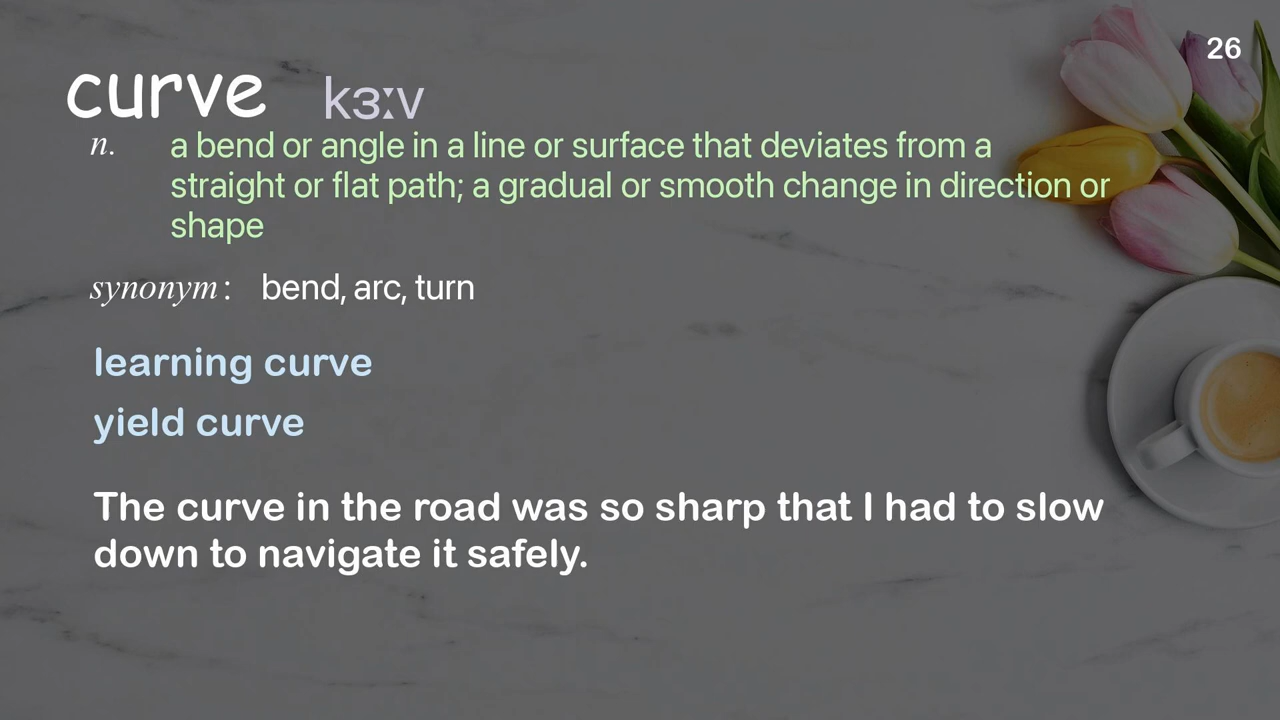 26
curve kɜːv
n. a bend or angle in a line or surface that deviates from a
straight or flat path; a gradual or smooth change in direction or
shape
synonym: bend, arc, turn
learning curve
yield curve
The curve in the road was so sharp that I had to slow
down to navigate it safely.